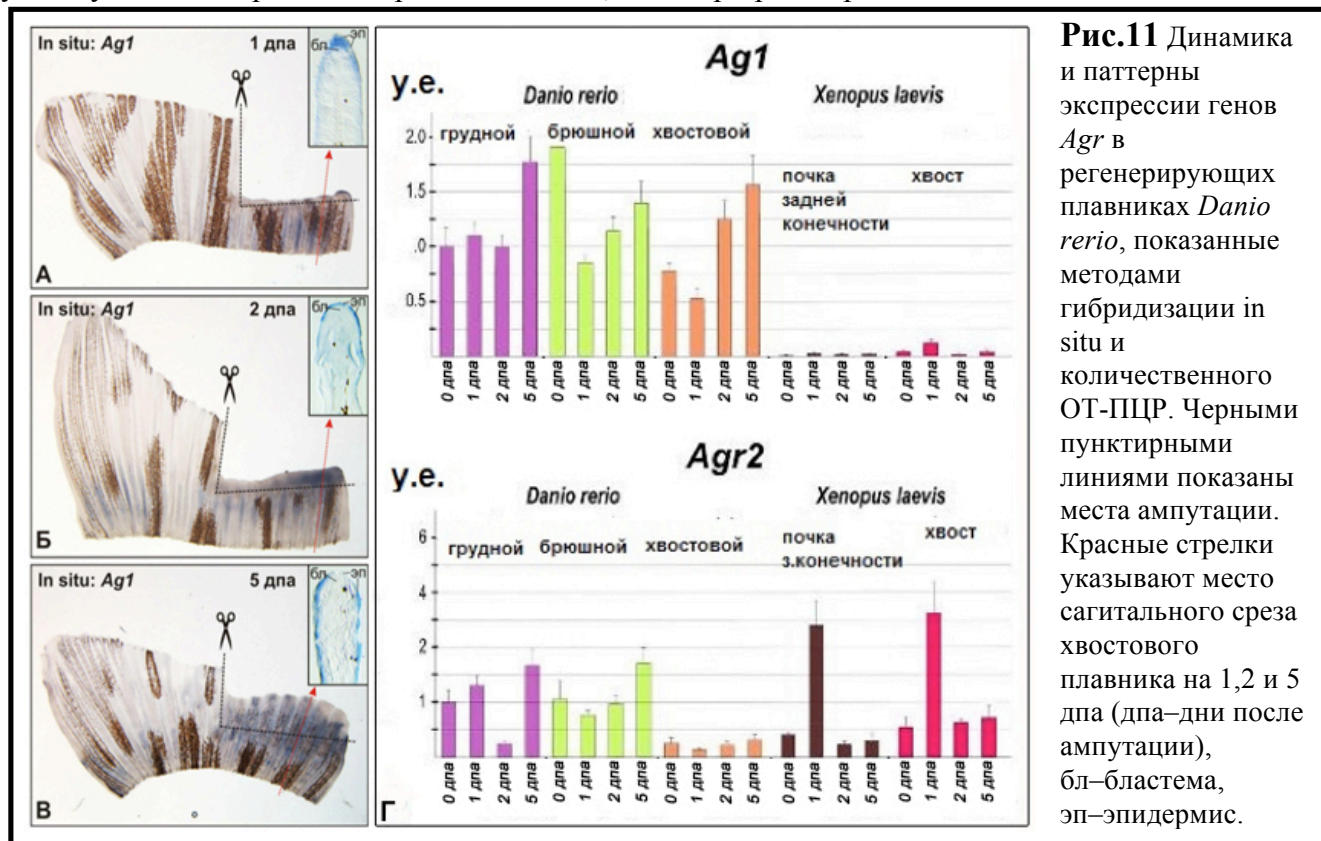 In situ: Ag1 1 дпа
бл эп
А
In situ: Ag1 2 дпа
бл эп
Б
In situ: Ag1 5 дпа
бл эп
В
Ag1
у.е.
Danio rerio
Xenopus laevis
грудной брюшной хвостовой
почка
задней
конечности
хвост
2.0
1.5
.0
0.5
0 дпа 1 дпа 2 дпа 5 дпа 0 дпа 1 дпа 2 дпа 5 дпа 0 дпа 1 дпа 2 дпа 5 дпа 0 дпа 1 дпа 2 дпа 5 дпа 0 дпа 1 дпа 2 дпа 5 дпа
Agr2
у.е.
Danio rerio
Xenopus laevis
грудной брюшной хвостовой
почка
з.конечности
хвост
6
4
2
1
0 дпа 1 дпа 2 дпа 5 дпа 0 дпа 1 дпа 2 дпа 5 дпа 0 дпа 1 дпа 2 дпа 5 дпа 0 дпа 1 дпа 2 дпа 5 дпа 0 дпа 1 дпа 2 дпа 5 дпа
Г
Рис.11 Динамика
и паттерны
экспрессии генов
Agr в
регенерирующих
плавниках Danio
rerio, показанные
методами
гибридизации in
situ и
количественного
ОТ-ПЦР. Черными
пунктирными
линиями показаны
места ампутации.
Красные стрелки
указывают место
сагитального среза
хвостового
плавника на 1,2 и 5
дпа (дпа–дни после
ампутации),
бл–бластема,
эп–эпидермис.